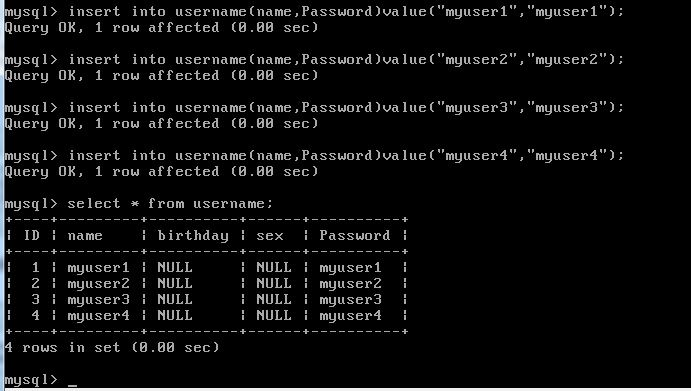 mysql> insert into username(name,Password)value("myuser1","myuser1");
Query OK, 1 row affected (0.00 sec)
mysql> insert into username(name,Password)value("myuser2","myuser2");
Query OK, 1 row affected (0.00 sec)
mysql> insert into username(name,Password)value("myuser3","myuser3");
Query OK, 1 row affected (0.00 sec)
mysql> insert into username(name,Password)value("myuser4","myuser4");
Query OK, 1 row affected (0.00 sec)
mysql> select * from username;
+----+---------+----------+------+----------+
| ID | name    | birthday | sex  | Password |
+----+---------+----------+------+----------+
|  1 | myuser1 | NULL     | NULL | myuser1  |
|  2 | myuser2 | NULL     | NULL | myuser2  |
|  3 | myuser3 | NULL     | NULL | myuser3  |
|  4 | myuser4 | NULL     | NULL | myuser4  |
+----+---------+----------+------+----------+
4 rows in set (0.00 sec)
mysql> _